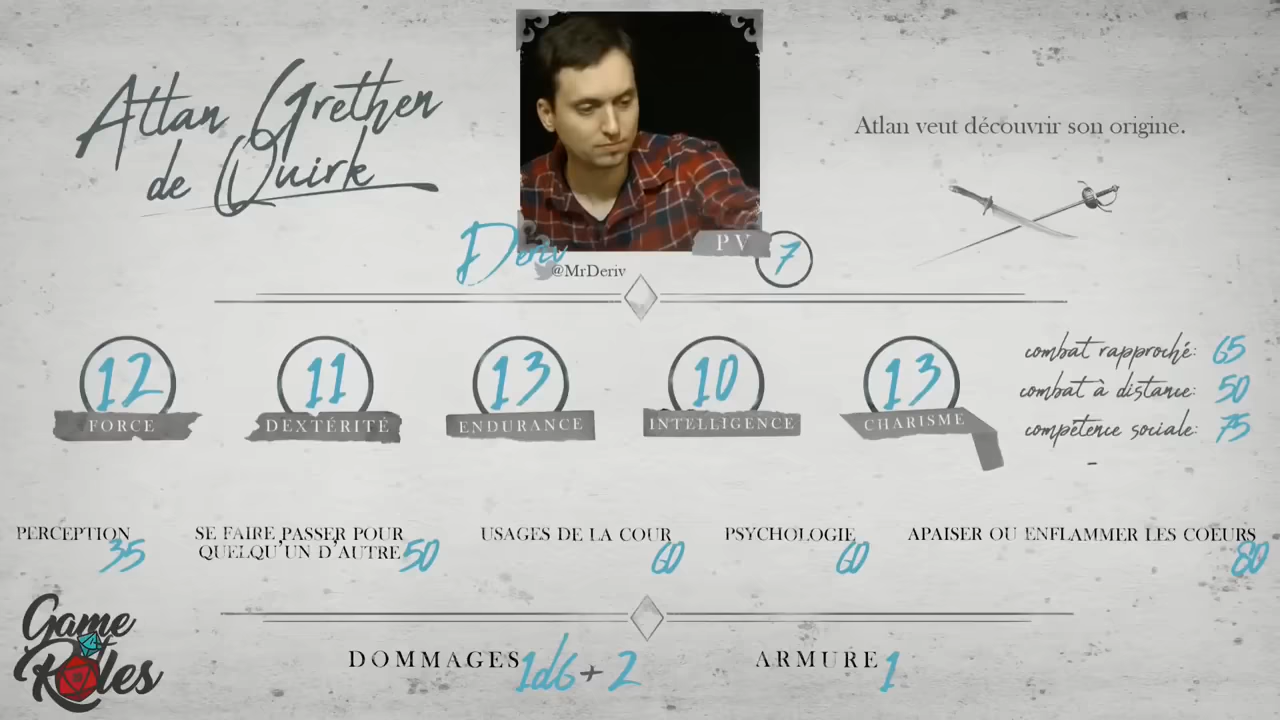 Atlan Grethen
de Quirk
Atlan veut découvrir son origine.
Deriv
@MrDeriv
PV 7
12
FORCE
11
DEXTÉRITÉ
13
ENDURANCE
10
INTELLIGENCE
13
CHARISME
combat rapproché: 65
combat à distance: 50
compétence sociale: 75
-
PERCEPTION
35
SE FAIRE PASSER POUR
QUELQU'UN D'AUTRE 50
USAGES DE LA COUR
60
PSYCHOLOGIE
60
APAISER OU ENFLAMMER LES COEURS
80
Game
of Roles
DOMMAGES 1d6 + 2
ARMURE 1